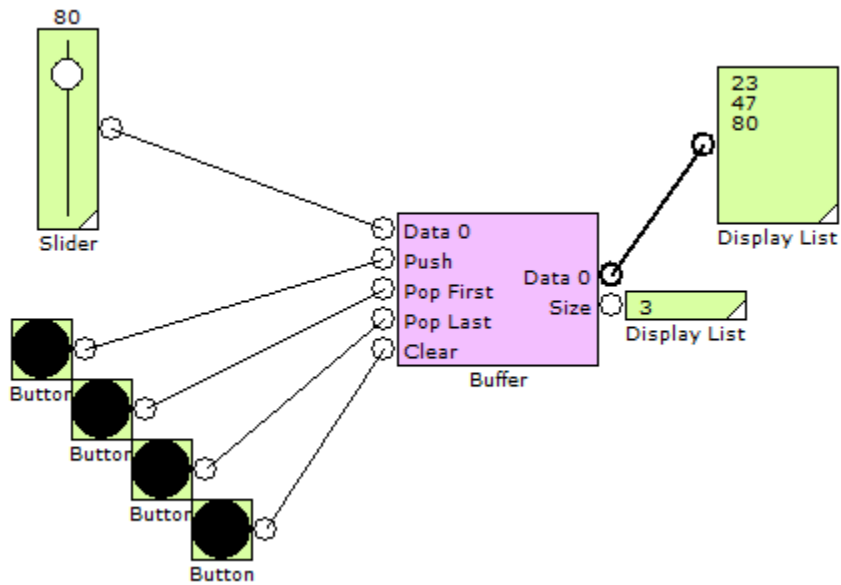 80
Slider
23
47
80
Display List
Data 0
Push
Pop First
Pop Last
Clear
Data 0
Size
Buffer
3
Display List
Button
Button
Button
Button